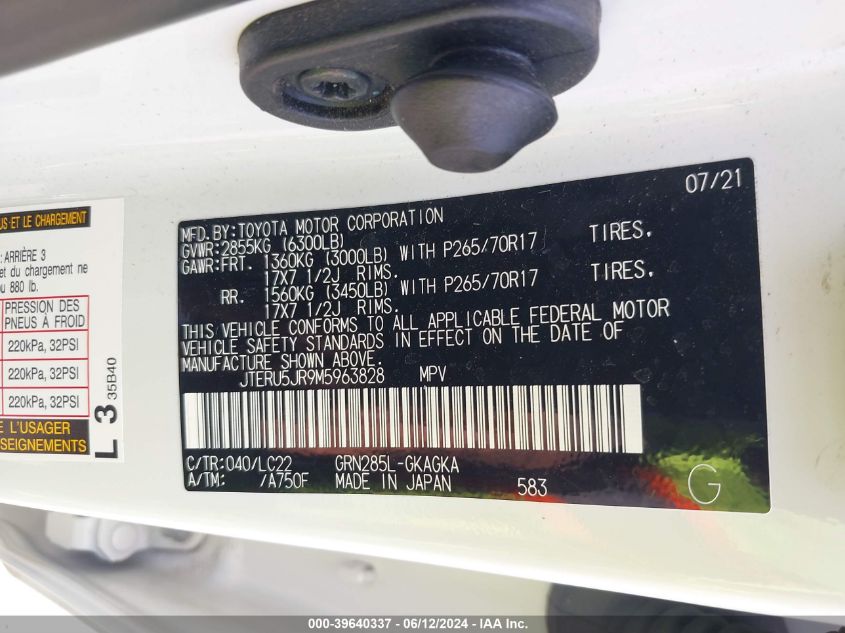 US ET LE CHARGEMENT
: ARRIÈRE 3
et du chargement ne
ou 880 lb.
PRESSION DES
PNEUS À FROID
220kPa, 32PSI
220kPa, 32PSI
220kPa, 32PSI
L'USAGER
SEIGNEMENTS
L 3 35B40
07/21
MFD. BY: TOYOTA MOTOR CORPORATION
GVWR: 2855KG (6300LB)
GAWR: FRT. 1360KG (3000LB) WITH P265/70R17 TIRES.
17X7 1/2J RIMS.
RR. 1560KG (3450LB) WITH P265/70R17 TIRES.
17X7 1/2J RIMS.
THIS VEHICLE CONFORMS TO ALL APPLICABLE FEDERAL MOTOR
VEHICLE SAFETY STANDARDS IN EFFECT ON THE DATE OF
MANUFACTURE SHOWN ABOVE.
JTERU5JR9M5963828 MPV
C/TR: 040/LC22 GRN285L-GKAGKA
A/TM: /A750F MADE IN JAPAN 583
G
000-39640337 - 06/12/2024 - IAA Inc.